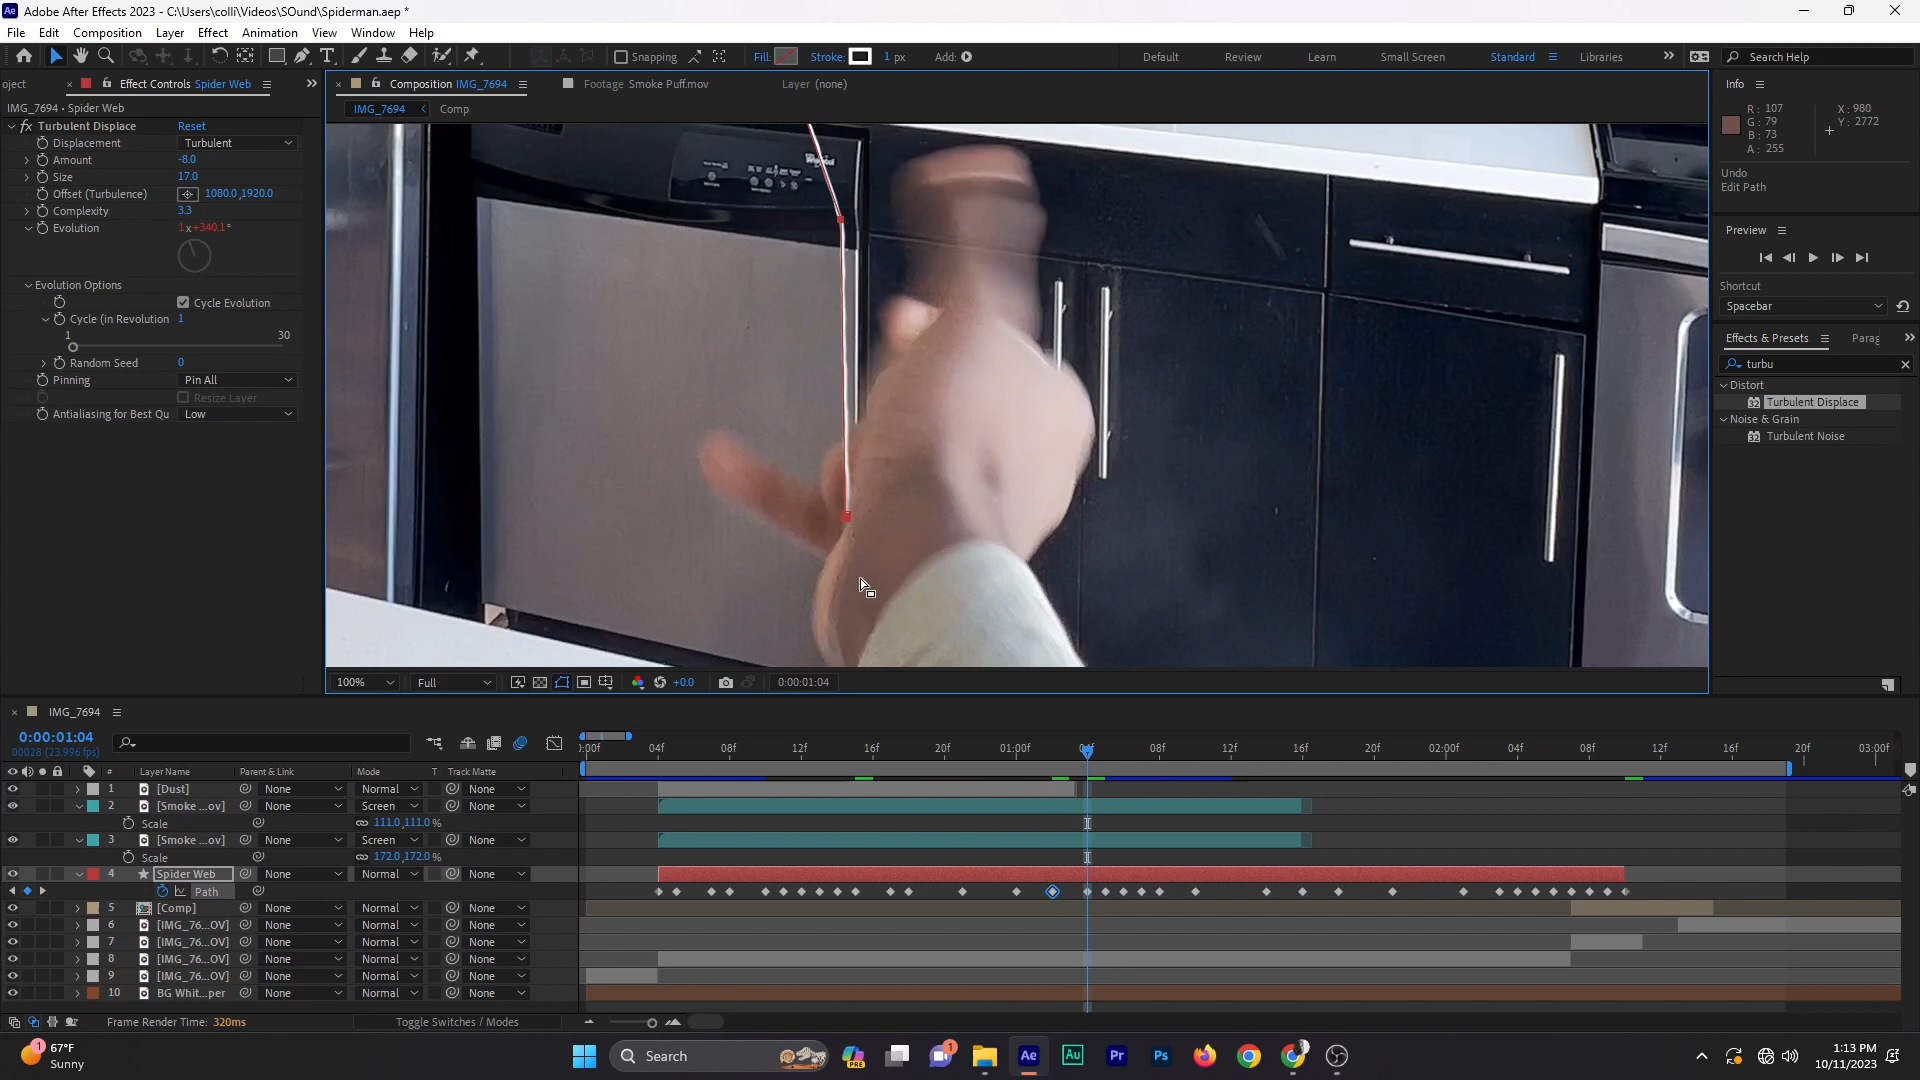 Adobe After Effects 2023 - C:\Users\colli\Videos\SOund\Spiderman.aep *
File Edit Composition Layer Effect Animation View Window Help
Snapping Fill: Stroke: 1 px Add: Default Review Learn Small Screen Standard Libraries Search Help
oject Effect Controls Spider Web Composition IMG_7694 Footage Smoke Puff.mov Layer (none) Info
IMG_7694 • Spider Web
IMG_7694 Comp
Turbulent Displace Reset
Displacement Turbulent
Amount -8.0
Size 17.0
Offset (Turbulence) 1080.0,1920.0
Complexity 3.3
Evolution 1x+340.1°
Evolution Options
Cycle Evolution
Cycle (in Revolution 1
1 30
Random Seed 0
Pinning Pin All
Resize Layer
Antialiasing for Best Qu Low
Whirlpool
R: 107 X: 980
G: 79 Y: 2772
B: 73
A: 255
Undo
Edit Path
Preview
Shortcut
Spacebar
Effects & Presets Parag
turbu
Distort
32 Turbulent Displace
Noise & Grain
32 Turbulent Noise
100% Full +0.0 0:00:01:04
IMG_7694
0:00:01:04
00028 (23.996 fps)
):00f 04f 08f 12f 16f 20f 01:00f 04f 08f 12f 16f 20f 02:00f 04f 08f 12f 16f 20f 03:00f
# Layer Name Parent & Link Mode T Track Matte
1 [Dust] None Normal None
2 [Smoke ...ov] None Screen None
Scale 111.0,111.0%
3 [Smoke ...ov] None Screen None
Scale 172.0,172.0%
4 Spider Web None Normal None
Path
5 [Comp] None Normal None
6 [IMG_76...OV] None Normal None
7 [IMG_76...OV] None Normal None
8 [IMG_76...OV] None Normal None
9 [IMG_76...OV] None Normal None
10 BG Whit...per None Normal None
Frame Render Time: 320ms Toggle Switches / Modes
1 67°F
Sunny
Search PRE 1 Ae Au Pr Ps
1:13 PM
10/11/2023